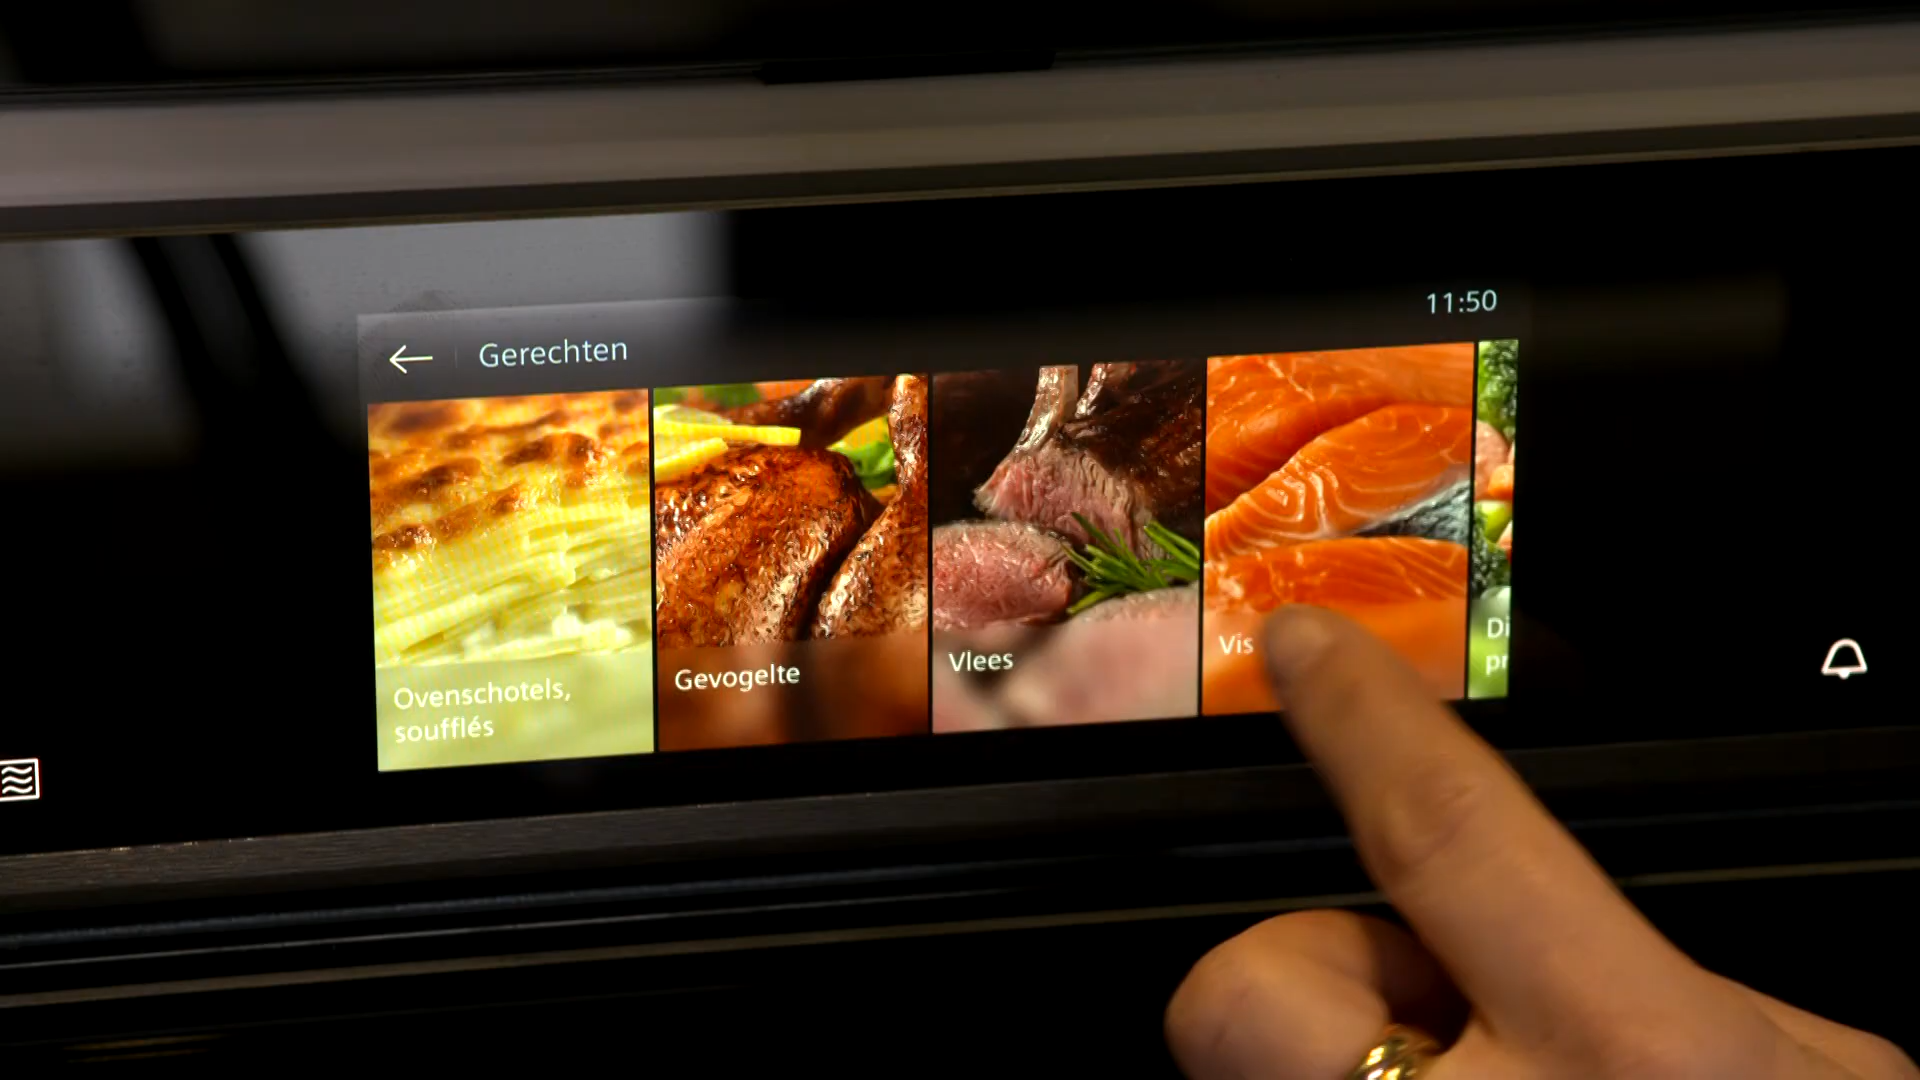 11:50
Gerechten
Ovenschotels,
soufflés
Gevogelte
Vlees
Vis